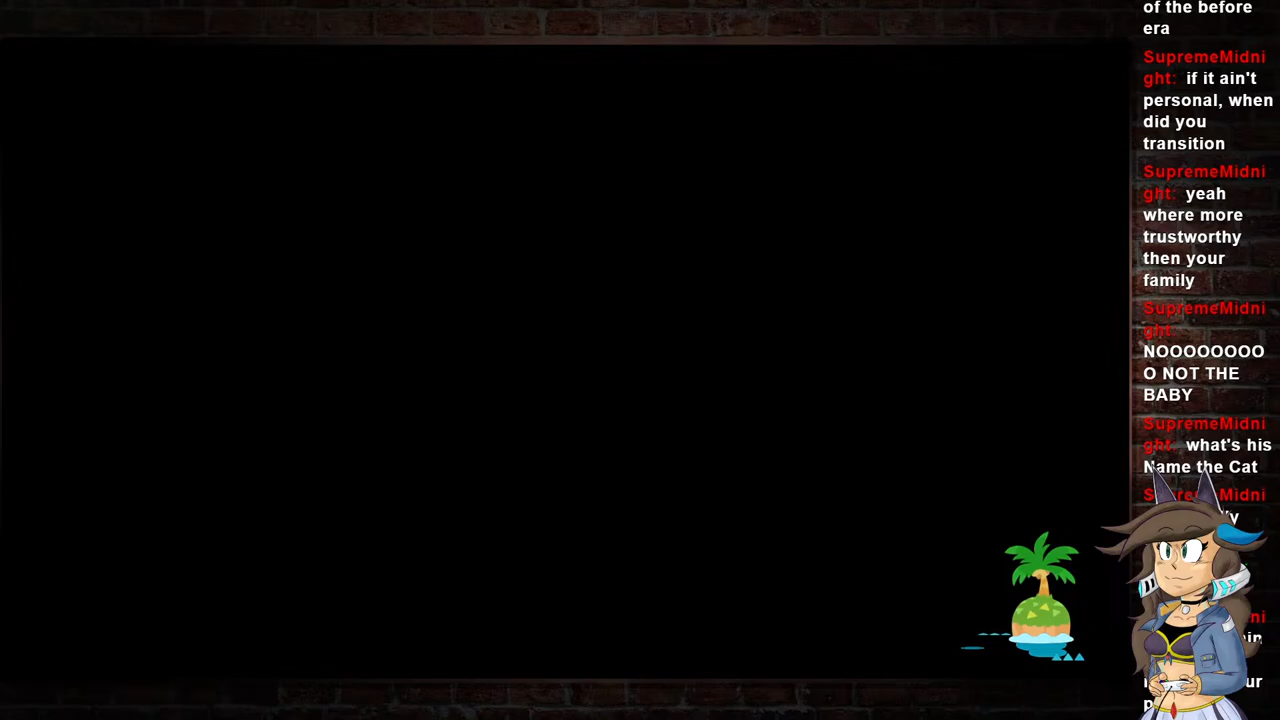 of the before
era
SupremeMidni
ght: if it ain't
personal, when
did you
transition
SupremeMidni
ght: yeah
where more
trustworthy
then your
family
SupremeMidni
ght:
NOOOOOOOO
O NOT THE
BABY
SupremeMidni
ght: what's his
Name the Cat